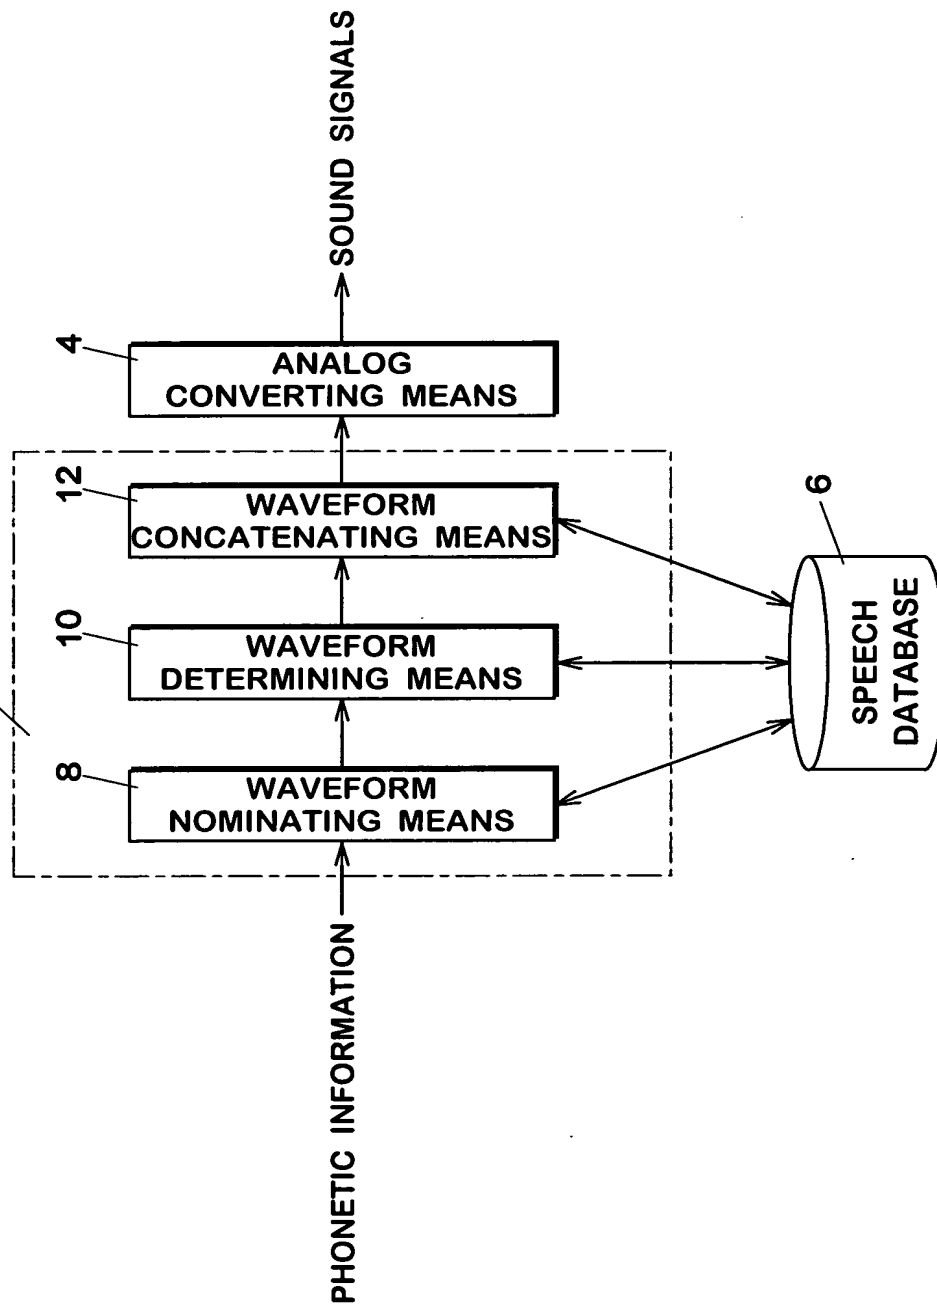 PHONETIC INFORMATION
8
WAVEFORM
NOMINATING MEANS
10
WAVEFORM
DETERMINING MEANS
12
WAVEFORM
CONCATENATING MEANS
4
ANALOG
CONVERTING MEANS
SOUND SIGNALS
6
SPEECH
DATABASE